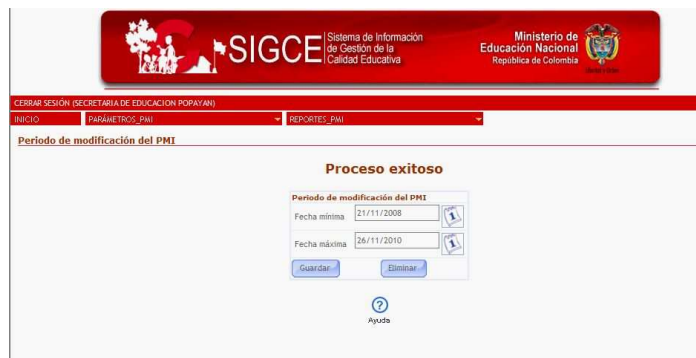 SIGCE
Sistema de Información
de Gestión de la
Calidad Educativa
Ministerio de
Educación Nacional
República de Colombia
CERRAR SESIÓN (SECRETARIA DE EDUCACION POPAYAN)
INICIO PARÁMETROS_PMI REPORTES_PMI
Periodo de modificación del PMI
Proceso exitoso
Periodo de modificación del PMI
Fecha mínima 21/11/2008
Fecha máxima 26/11/2010
Guardar Eliminar
Ayuda